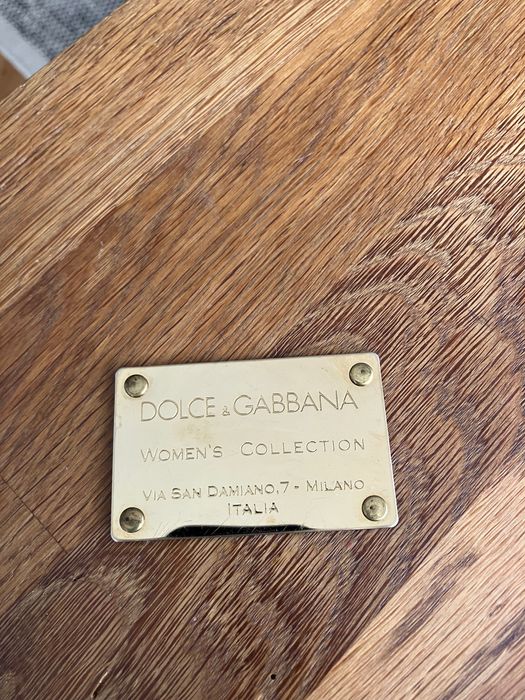 DOLCE & GABBANA
WOMEN'S COLLECTION
VIA SAN DAMIANO,7 - MILANO
ITALIA